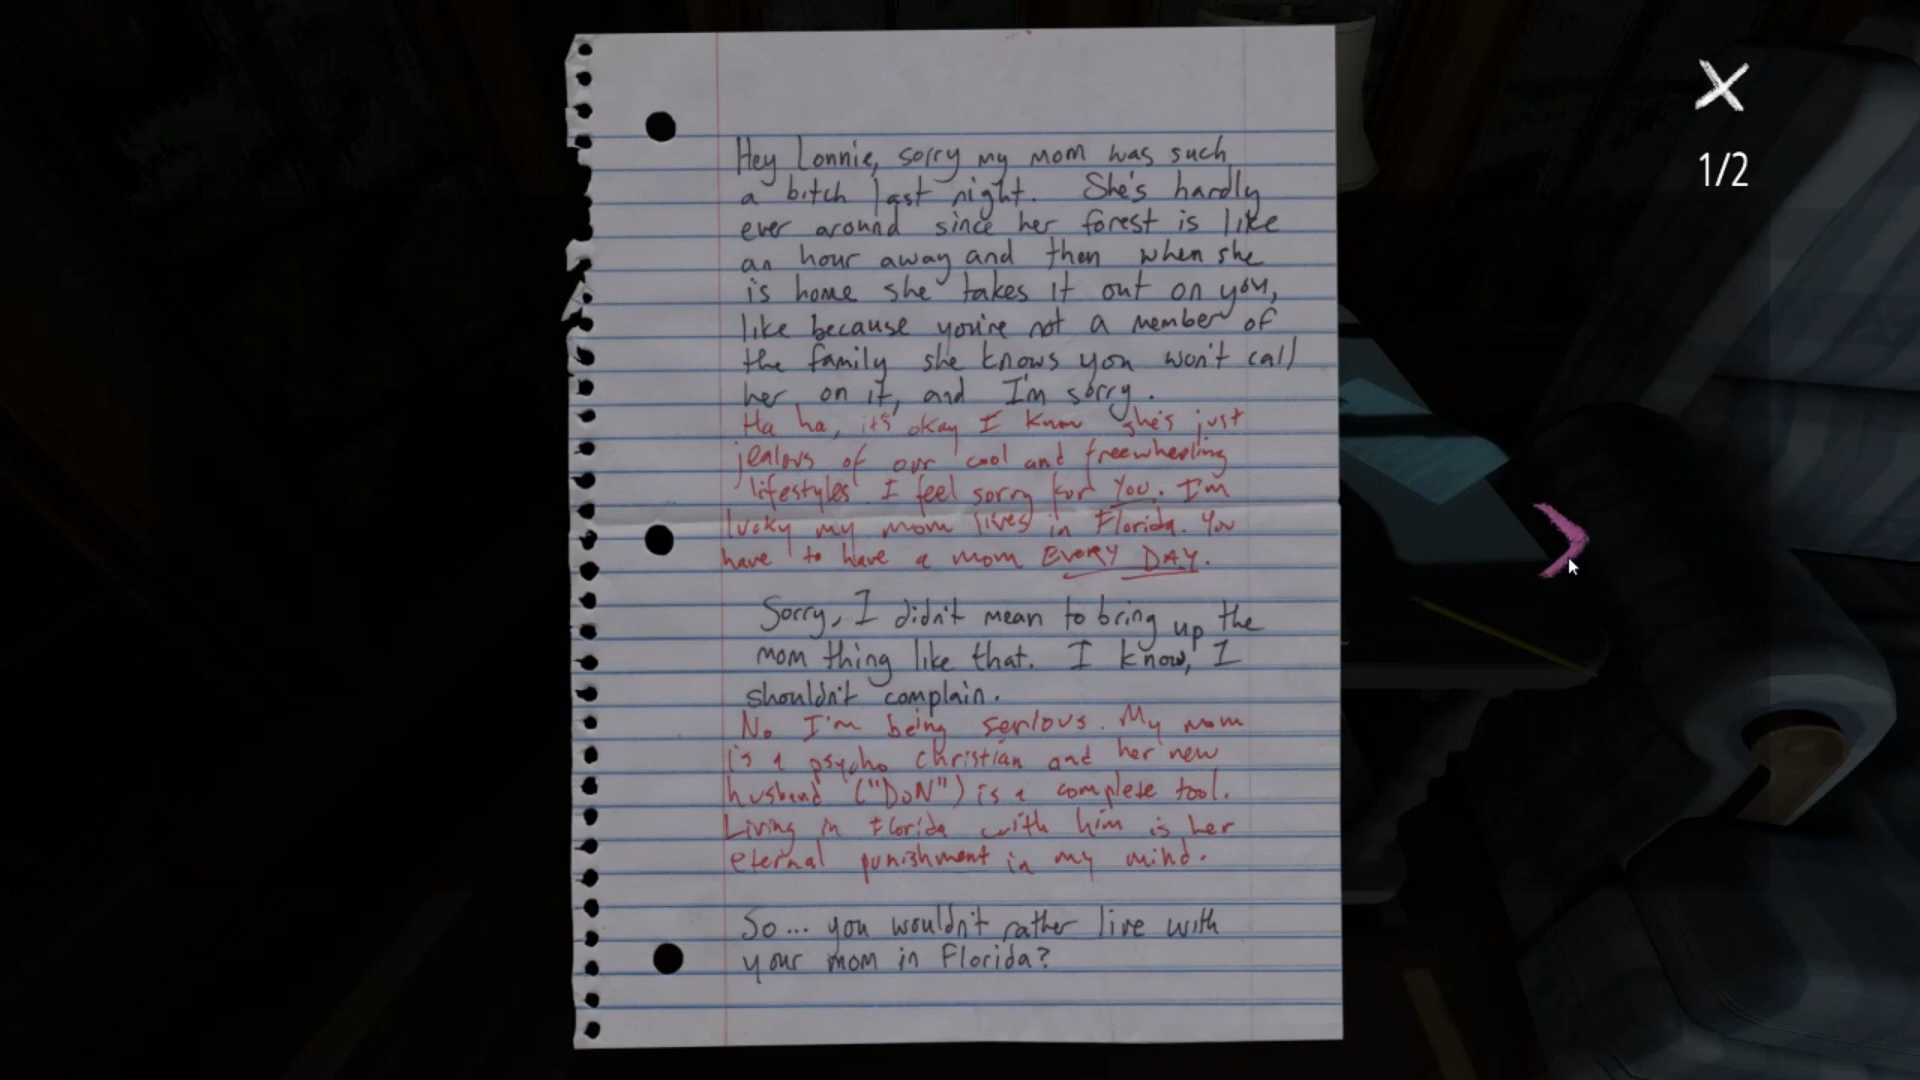 Hey Lonnie, sorry my mom was such
a bitch last night. She's hardly
ever around since her forest is like
an hour away and then when she
is home she takes it out on you,
like because you're not a member of
the family she knows you won't call
her on it, and I'm sorry.
Ha ha, it's okay I know she's just
jealous of our cool and freewheeling
lifestyles. I feel sorry for YOU. I'm
lucky my mom lives in Florida. You
have to have a mom EVERY DAY.
Sorry, I didn't mean to bring up the
mom thing like that. I know, I
shouldn't complain.
No I'm being serious. My mom
is a psycho Christian and her new
husband ("DoN") is a complete tool.
Living in Florida with him is her
eternal punishment in my mind.
So... you wouldn't rather live with
your mom in Florida?
1/2